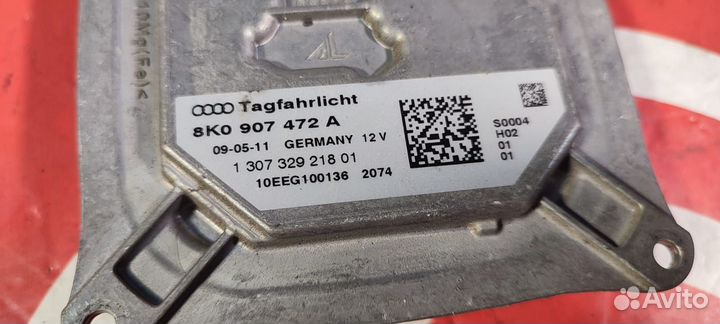 Tagfahrlicht
8K0 907 472 A
09-05-11 GERMANY 12 V
1 307 329 218 01
10EEG100136 2074
S0004
H02
01
01
AL
Avito